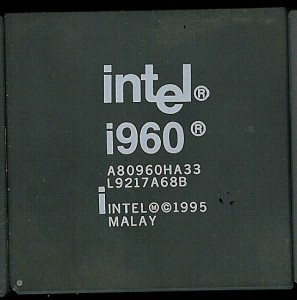 intel®
i960®
A80960HA33
L9217A68B
i INTEL Ⓜ©1995
MALAY